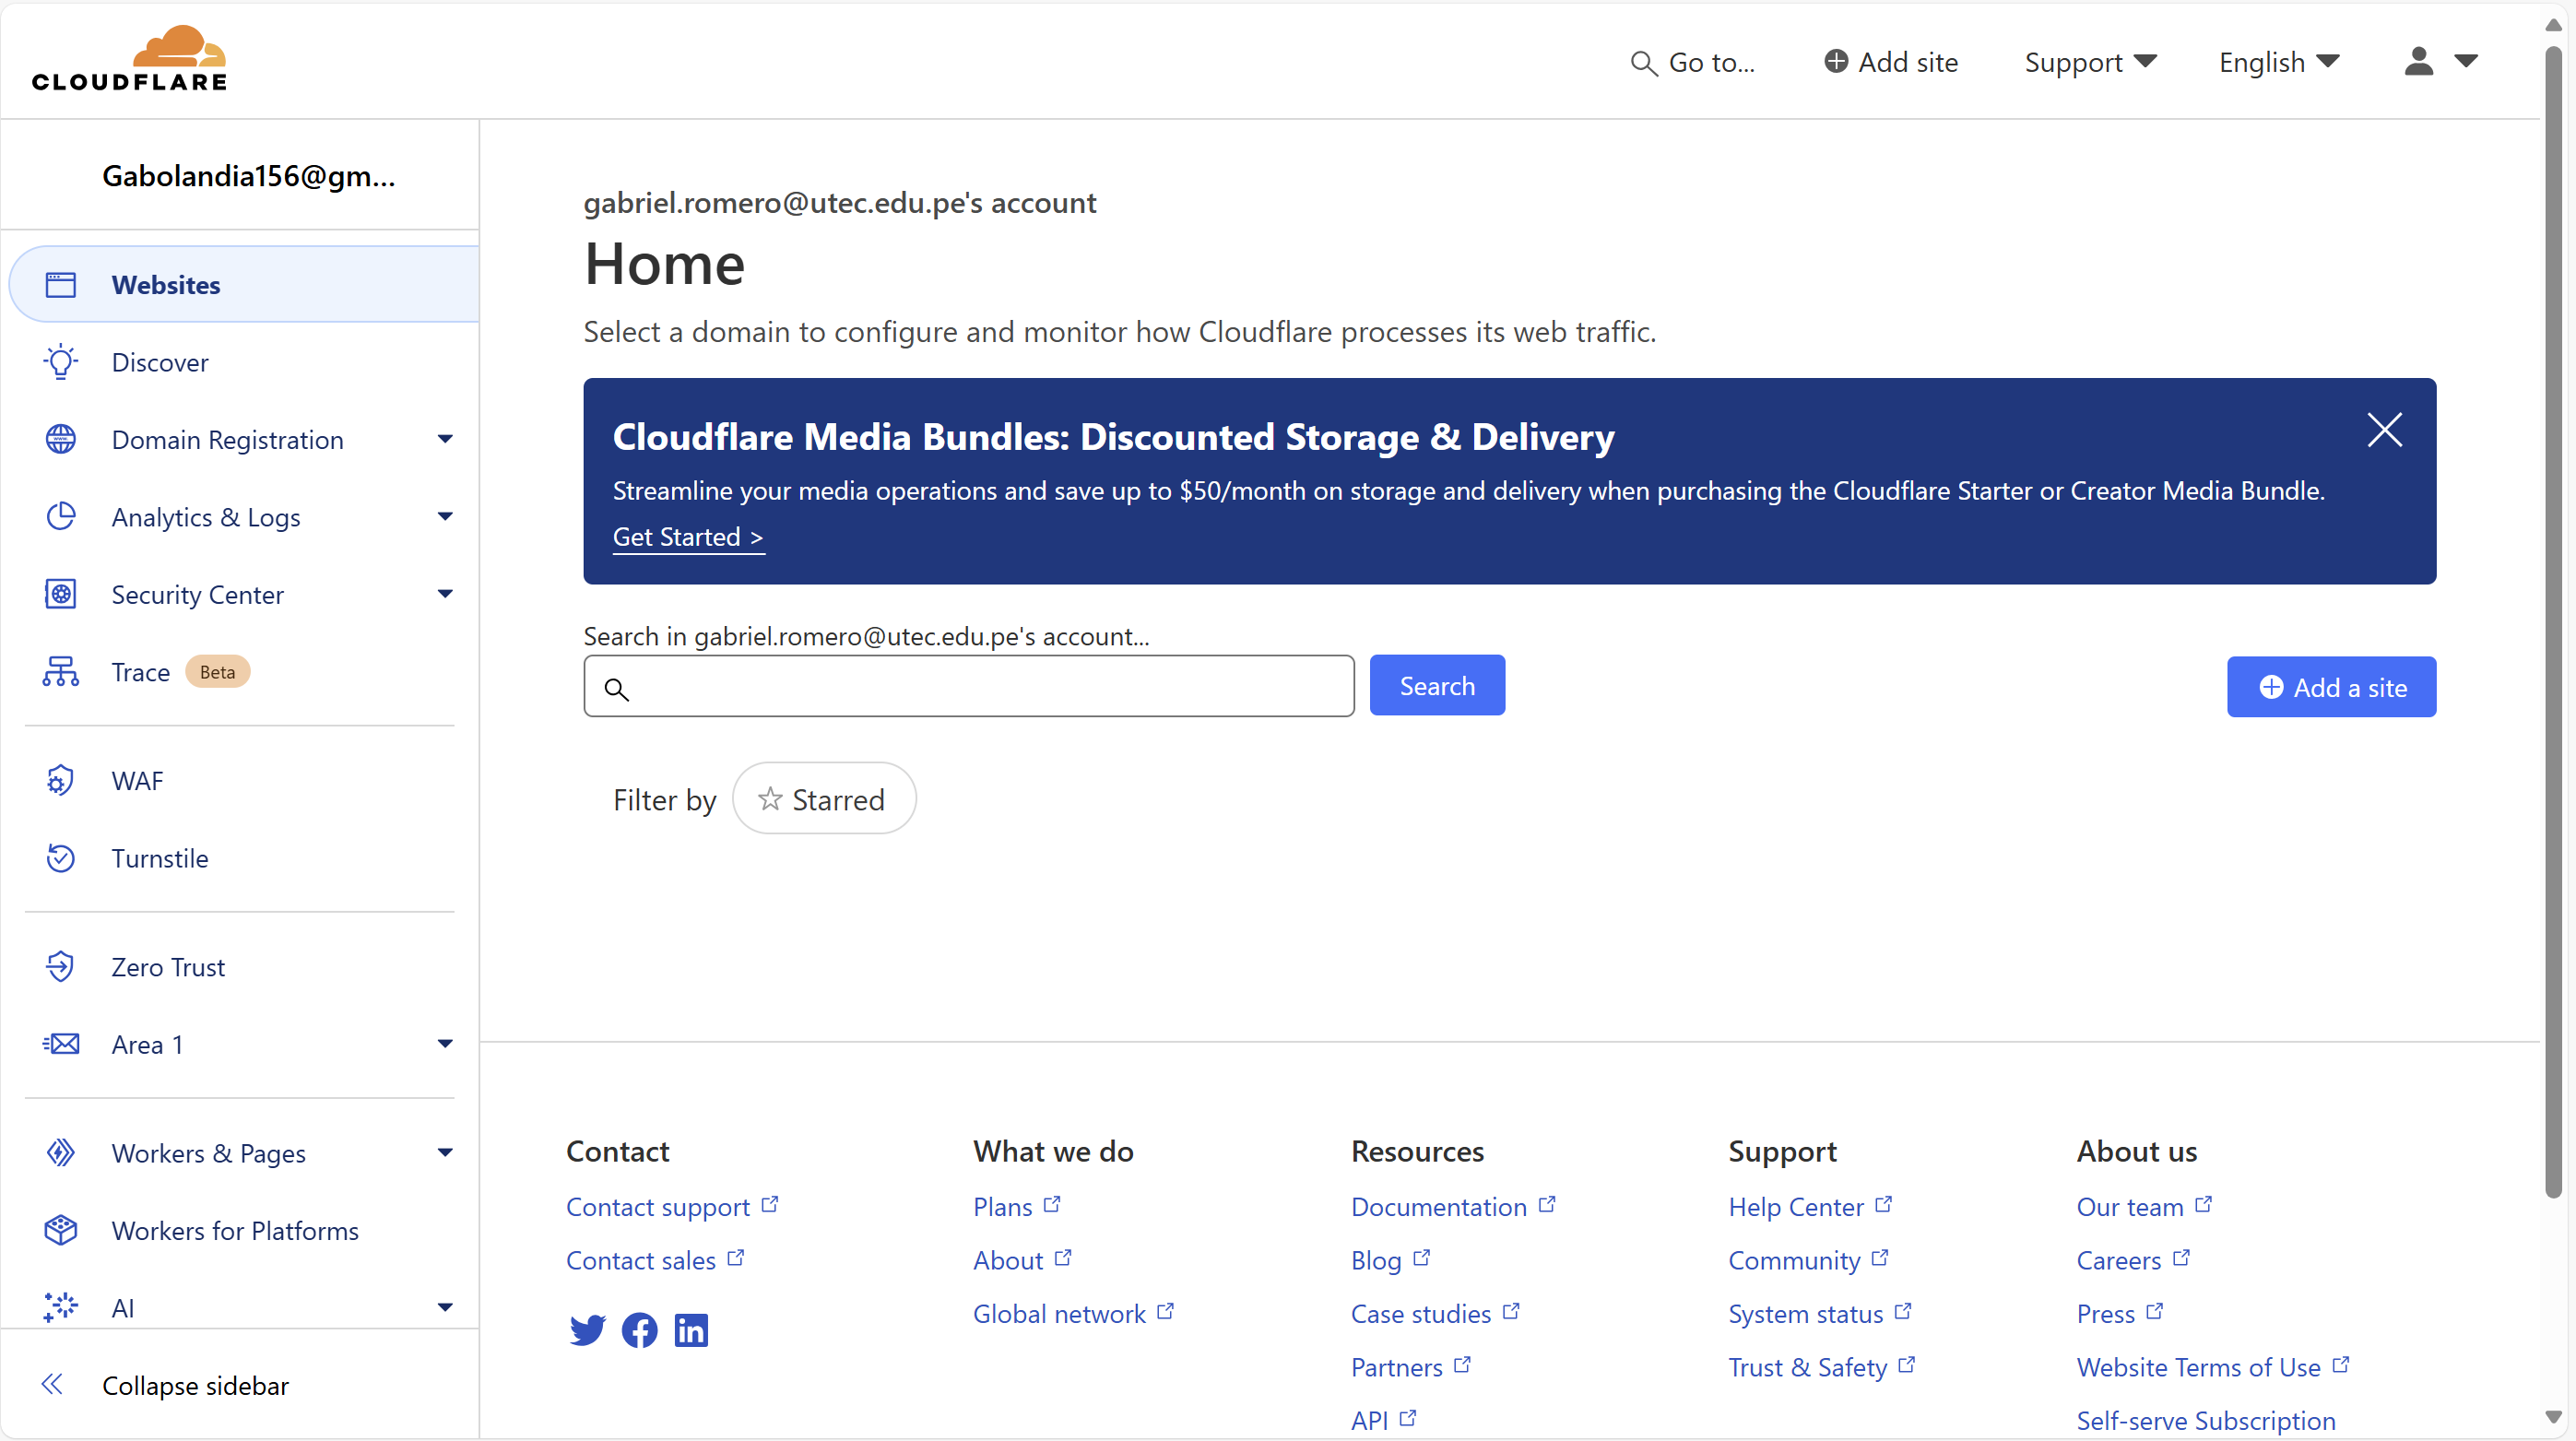 CLOUDFLARE
Go to...
Add site
Support
English
Gabolandia156@gm...
Websites
Discover
Domain Registration
Analytics & Logs
Security Center
Trace Beta
WAF
Turnstile
Zero Trust
Area 1
Workers & Pages
Workers for Platforms
AI
Collapse sidebar
gabriel.romero@utec.edu.pe's account
Home
Select a domain to configure and monitor how Cloudflare processes its web traffic.
Cloudflare Media Bundles: Discounted Storage & Delivery
Streamline your media operations and save up to $50/month on storage and delivery when purchasing the Cloudflare Starter or Creator Media Bundle.
Get Started >
Search in gabriel.romero@utec.edu.pe's account...
Search
Add a site
Filter by
Starred
Contact
Contact support
Contact sales
What we do
Plans
About
Global network
Resources
Documentation
Blog
Case studies
Partners
API
Support
Help Center
Community
System status
Trust & Safety
About us
Our team
Careers
Press
Website Terms of Use
Self-serve Subscription